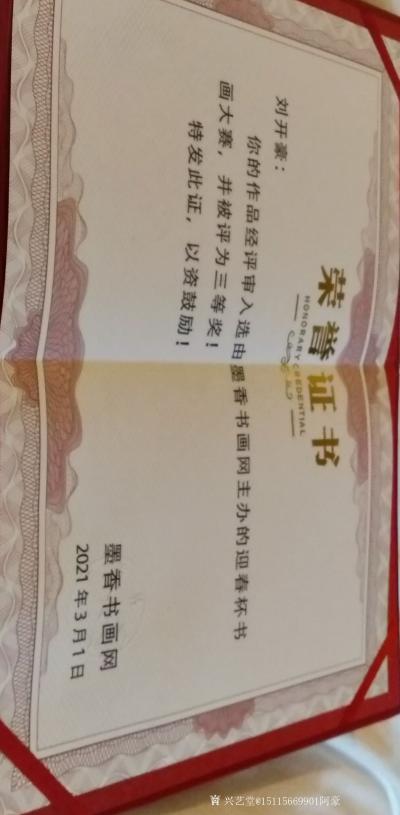 荣誉证书
HONORARY CREDENTIAL
刘开豪：
你的作品经评审入选由墨香书画网主办的迎春杯书
画大赛，并被评为三等奖！
特发此证，以资鼓励！
墨香书画网
2021年3月1日
兴艺堂@15115669901阿豪